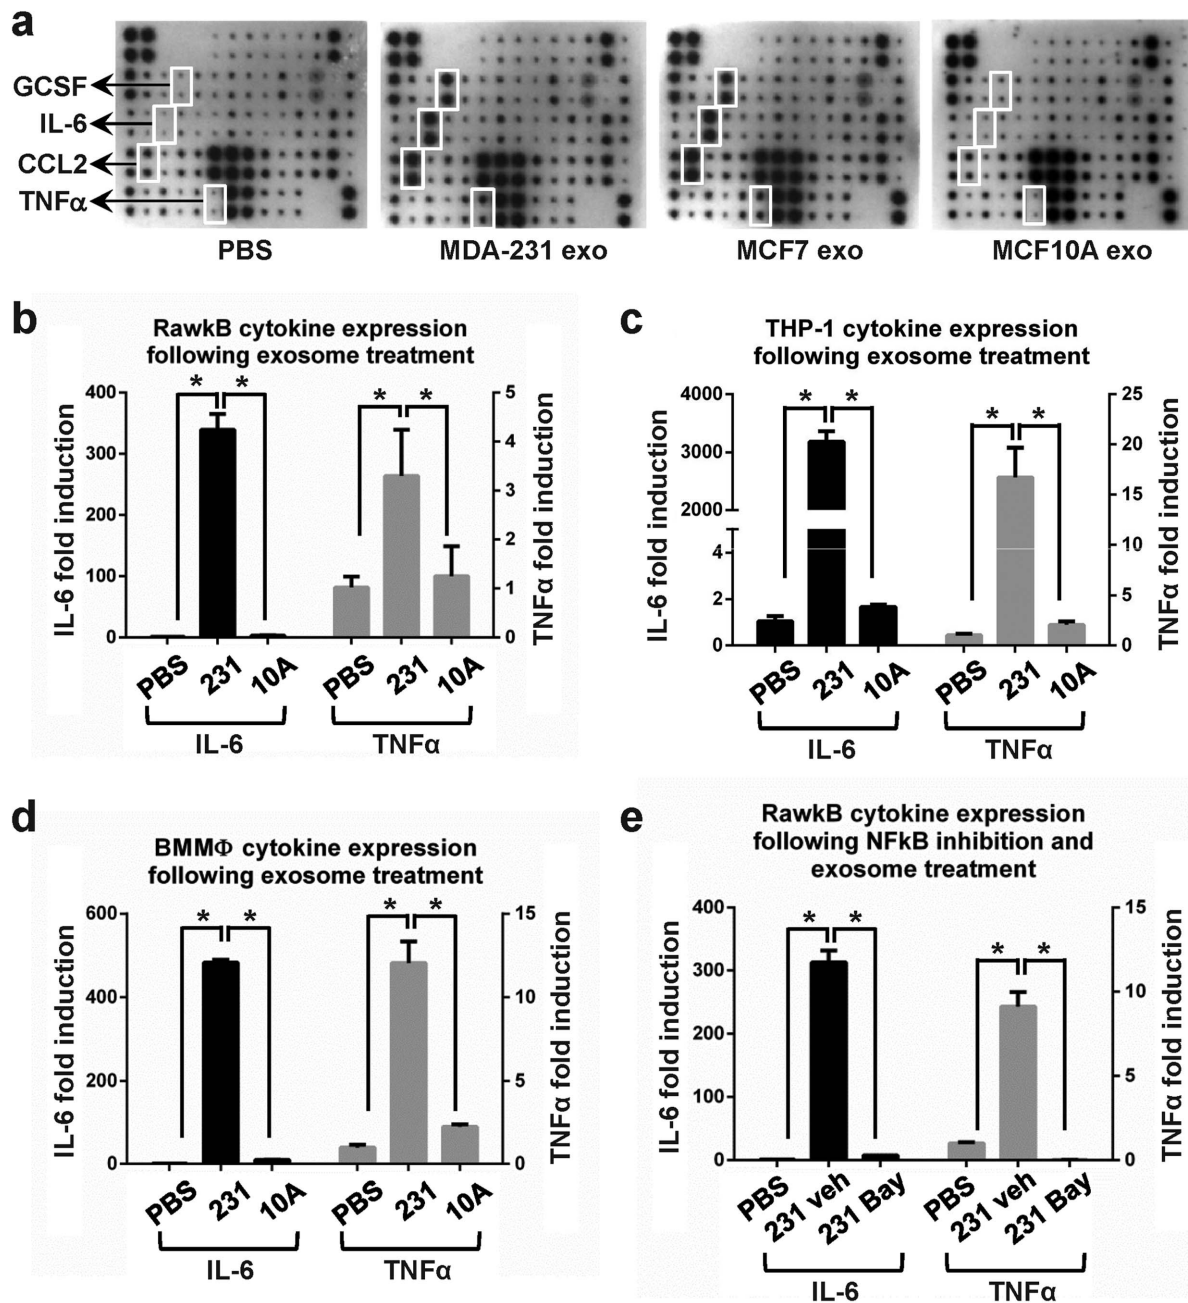 a
GCSF
IL-6
CCL2
TNFα
PBS
MDA-231 exo
MCF7 exo
MCF10A exo
b
RawkB cytokine expression
following exosome treatment
* * * *
IL-6 fold induction
400
300
200
100
0
TNFα fold induction
5
4
3
2
1
0
PBS 231 10A PBS 231 10A
IL-6 TNFα
c
THP-1 cytokine expression
following exosome treatment
* * * *
IL-6 fold induction
4000
3000
2000
4
2
0
TNFα fold induction
25
20
15
10
5
0
PBS 231 10A PBS 231 10A
IL-6 TNFα
d
BMMΦ cytokine expression
following exosome treatment
* * * *
IL-6 fold induction
600
400
200
0
TNFα fold induction
15
10
5
0
PBS 231 10A PBS 231 10A
IL-6 TNFα
e
RawkB cytokine expression
following NFkB inhibition and
exosome treatment
* * * *
IL-6 fold induction
400
300
200
100
0
TNFα fold induction
15
10
5
0
PBS 231 veh 231 Bay PBS 231 veh 231 Bay
IL-6 TNFα